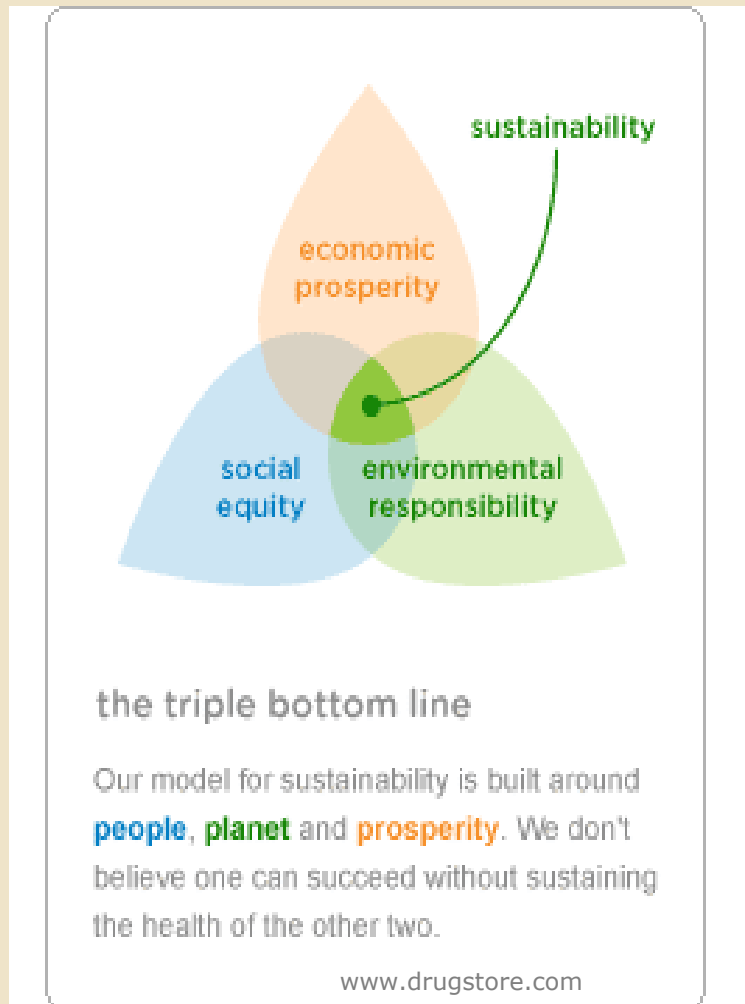 sustainability
economic
prosperity
social
equity
environmental
responsibility
the triple bottom line
Our model for sustainability is built around
people, planet and prosperity. We don't
believe one can succeed without sustaining
the health of the other two.
www.drugstore.com